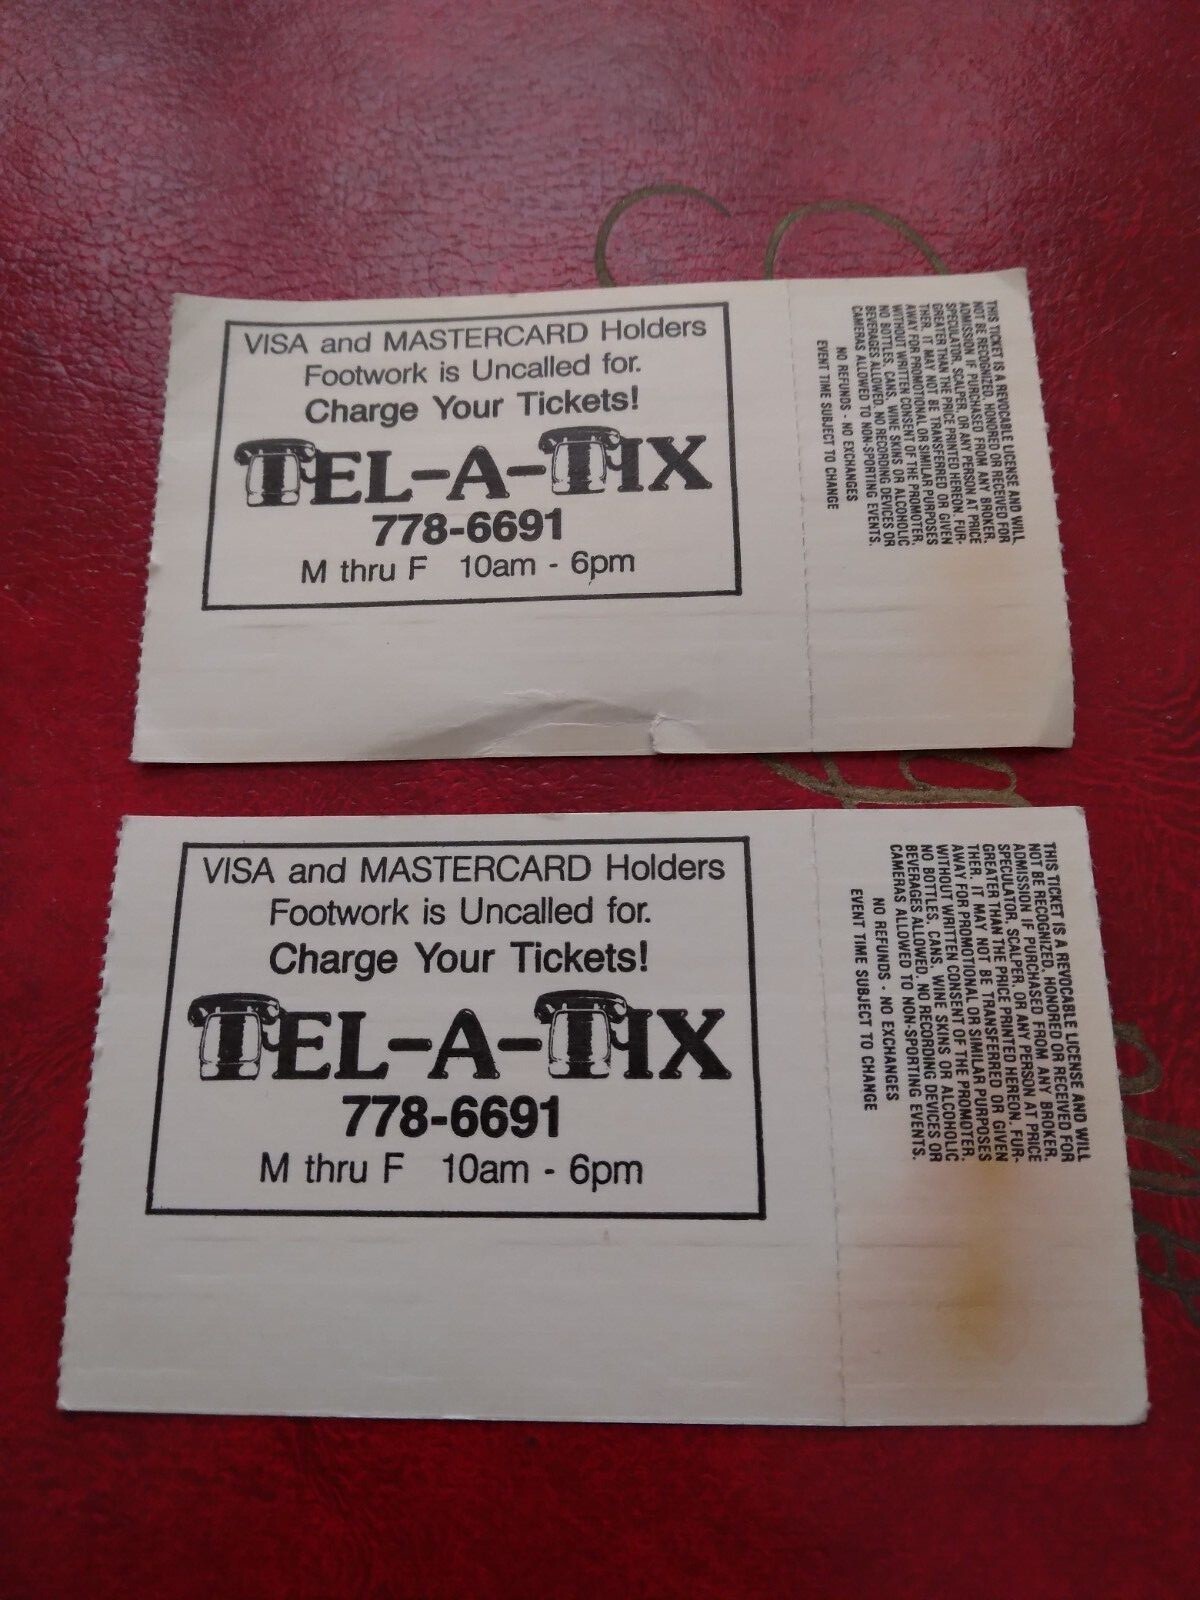 VISA and MASTERCARD Holders
Footwork is Uncalled for.
Charge Your Tickets!
TEL-A-TIX
778-6691
M thru F 10am - 6pm
THIS TICKET IS A REVOCABLE LICENSE AND WILL
NOT BE RECOGNIZED, HONORED OR RECEIVED FOR
ADMISSION IF PURCHASED FROM ANY BROKER,
SPECULATOR, SCALPER, OR ANY PERSON AT PRICE
GREATER THAN THE PRICE PRINTED HEREON. FUR-
THER, IT MAY NOT BE TRANSFERRED OR GIVEN
AWAY FOR PROMOTIONAL OR SIMILAR PURPOSES
WITHOUT WRITTEN CONSENT OF THE PROMOTER.
NO BOTTLES, CANS, WINE SKINS OR ALCOHOLIC
BEVERAGES ALLOWED, NO RECORDING DEVICES OR
CAMERAS ALLOWED TO NON-SPORTING EVENTS.
NO REFUNDS - NO EXCHANGES
EVENT TIME SUBJECT TO CHANGE
VISA and MASTERCARD Holders
Footwork is Uncalled for.
Charge Your Tickets!
TEL-A-TIX
778-6691
M thru F 10am - 6pm
THIS TICKET IS A REVOCABLE LICENSE AND WILL
NOT BE RECOGNIZED, HONORED OR RECEIVED FOR
ADMISSION IF PURCHASED FROM ANY BROKER,
SPECULATOR, SCALPER, OR ANY PERSON AT PRICE
GREATER THAN THE PRICE PRINTED HEREON. FUR-
THER, IT MAY NOT BE TRANSFERRED OR GIVEN
AWAY FOR PROMOTIONAL OR SIMILAR PURPOSES
WITHOUT WRITTEN CONSENT OF THE PROMOTER.
NO BOTTLES, CANS, WINE SKINS OR ALCOHOLIC
BEVERAGES ALLOWED, NO RECORDING DEVICES OR
CAMERAS ALLOWED TO NON-SPORTING EVENTS.
NO REFUNDS - NO EXCHANGES
EVENT TIME SUBJECT TO CHANGE